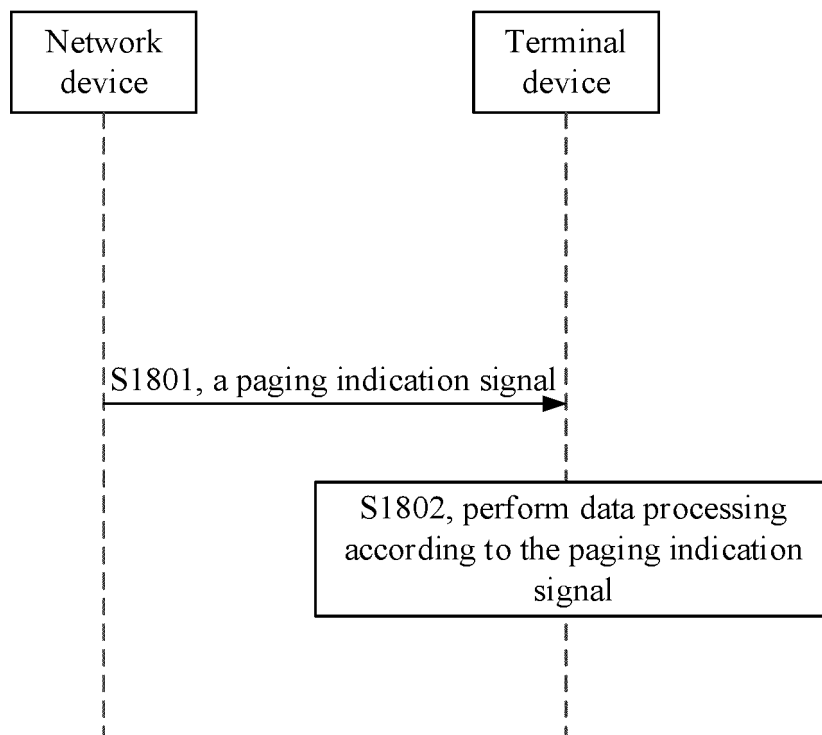 Network
device
Terminal
device
S1801, a paging indication signal
S1802, perform data processing
according to the paging indication
signal